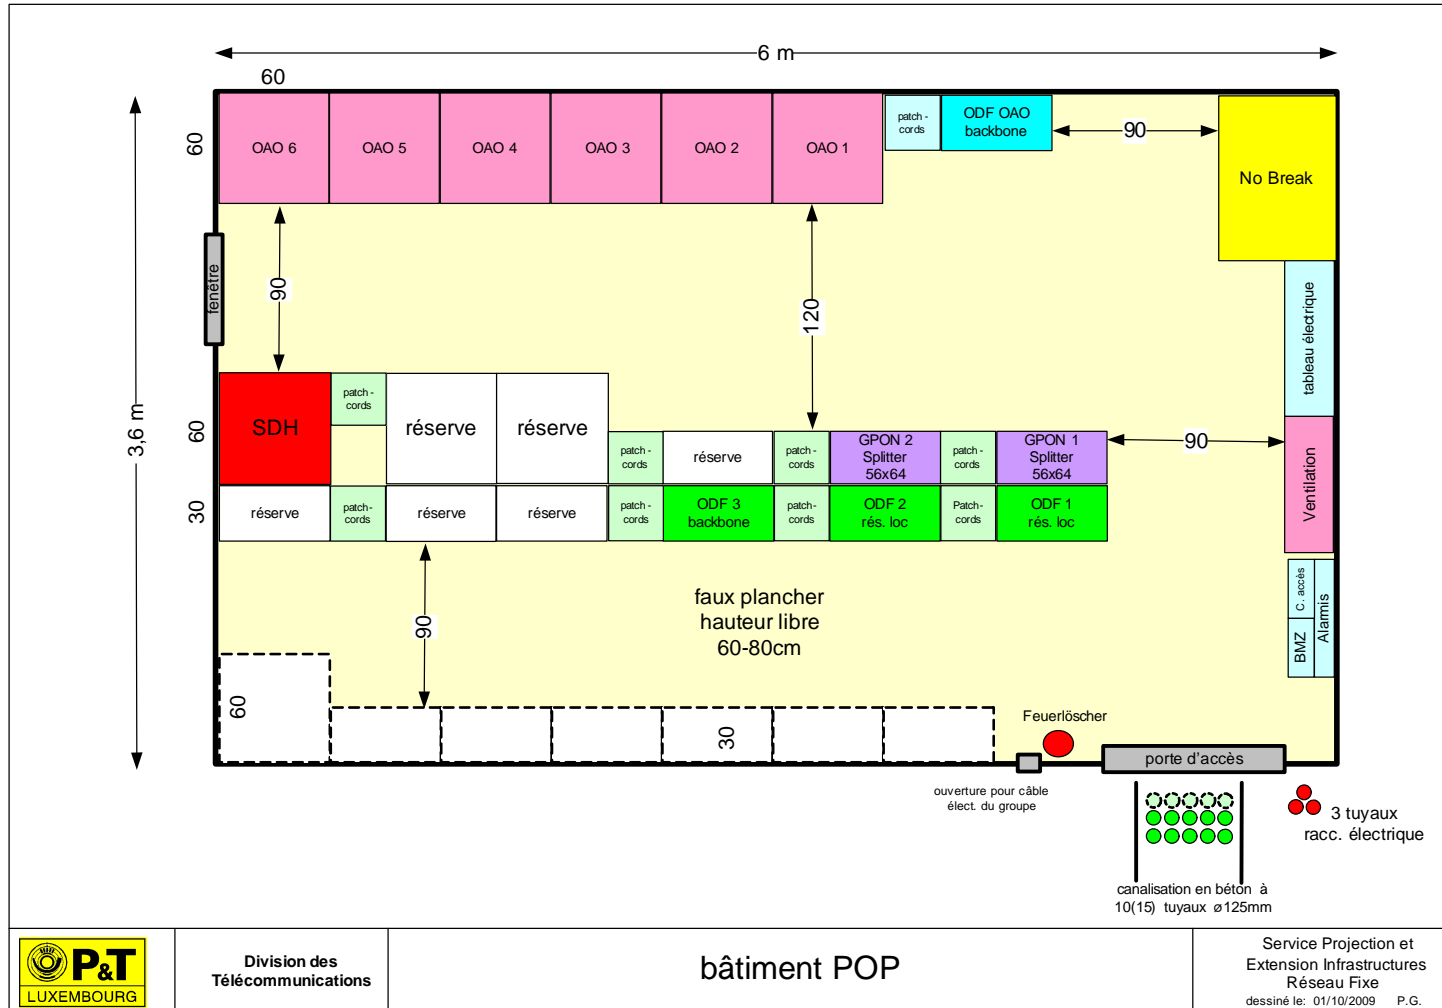 6 m
60
60
OAO 6
OAO 5
OAO 4
OAO 3
OAO 2
OAO 1
patch -
cords
ODF OAO
backbone
90
No Break
fenêtre
90
120
tableau électrique
3,6 m
60
SDH
patch -
cords
réserve
réserve
patch -
cords
réserve
patch -
cords
GPON 2
Splitter
56x64
patch -
cords
GPON 1
Splitter
56x64
90
Ventilation
30
réserve
patch-
cords
réserve
réserve
patch -
cords
ODF 3
backbone
patch-
cords
ODF 2
rés. loc
Patch-
cords
ODF 1
rés. loc
90
faux plancher
hauteur libre
60-80cm
C. accès
BMZ
Alarmis
60
30
Feuerlöscher
porte d'accès
ouverture pour câble
élect. du groupe
3 tuyaux
racc. électrique
canalisation en béton à
10(15) tuyaux ø125mm
P&T
LUXEMBOURG
Division des
Télécommunications
bâtiment POP
Service Projection et
Extension Infrastructures
Réseau Fixe
dessiné le: 01/10/2009 P.G.